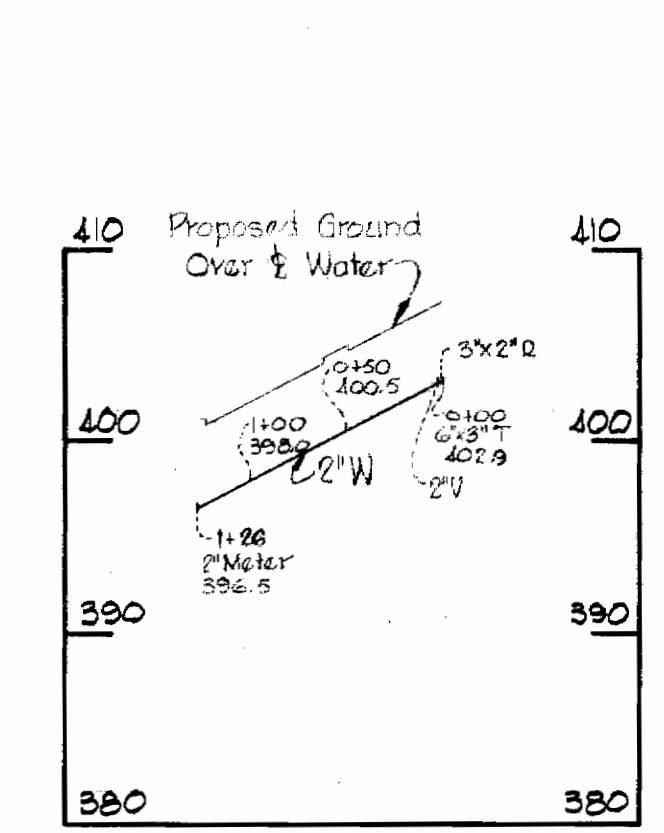 410
Proposed Ground
410
Over ℄ Water
3"x2"R
0+50
400.5
0+00
6"x3" T
402.9
2"V
400
1+00
398.0
400
2"W
1+26
2"Meter
396.5
390
390
380
380